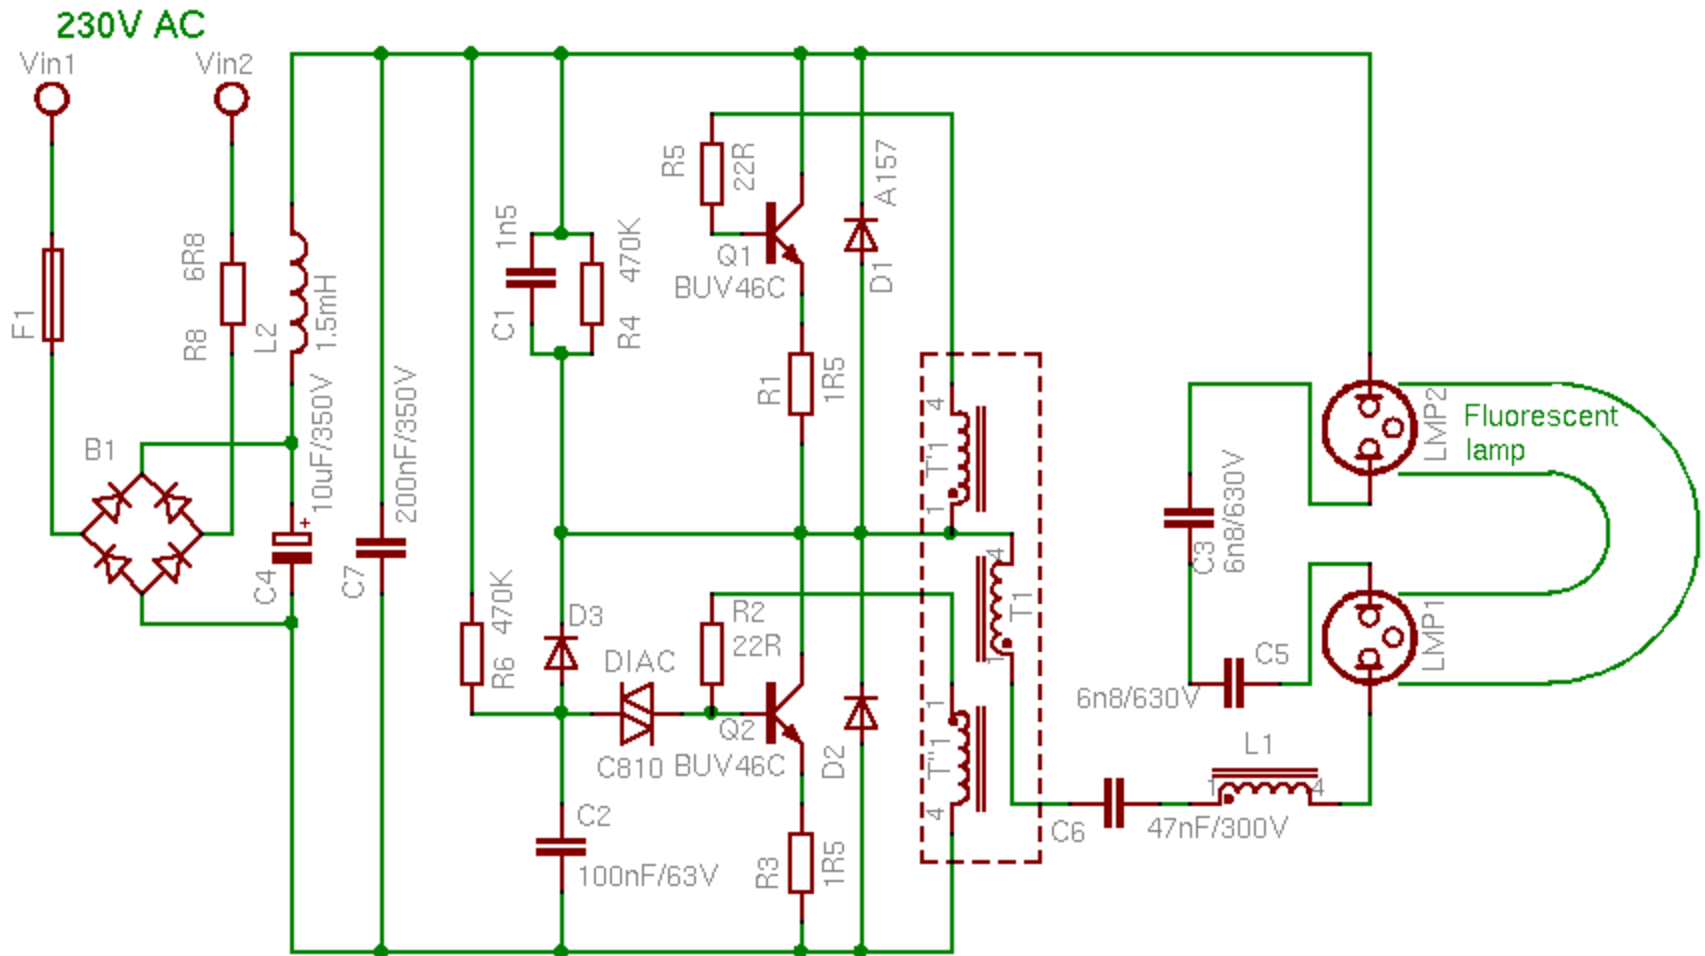 230V AC
Vin1
Vin2
F1
R8
6R8
L2
1.5mH
B1
C4
10uF/350V
+
C7
200nF/350V
R6
470K
C1
1n5
R4
470K
D3
DIAC
C810
C2
100nF/63V
R5
22R
Q1
BUV46C
R1
1R5
A157
D1
R2
22R
Q2
BUV46C
R3
1R5
D2
4
T'1
1
4
T1
1
1
T"1
4
C6
47nF/300V
L1
1
4
C3
6n8/630V
C5
6n8/630V
LMP2
LMP1
Fluorescent
lamp